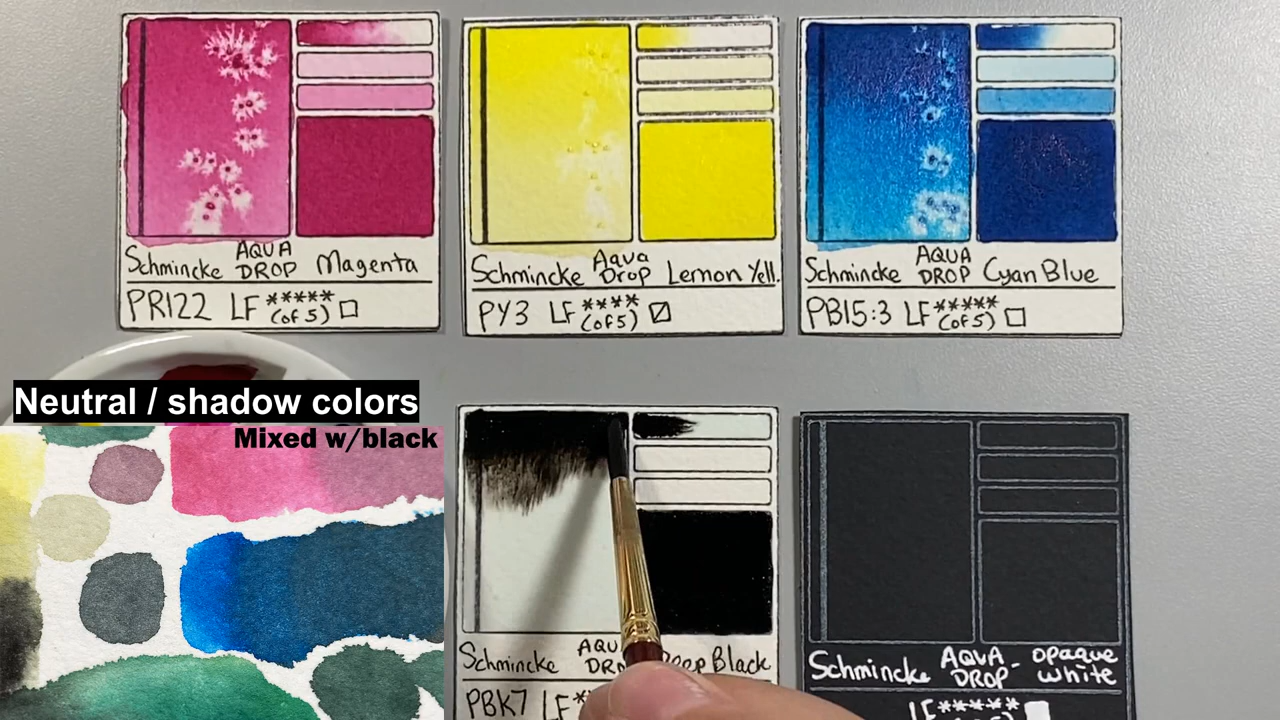 Schmincke AQUA DROP Magenta
PR122 LF ***** (of 5)
Schmincke Aqua Drop Lemon Yell.
PY3 LF **** (of 5)
Schmincke AQUA DROP Cyan Blue
PB15:3 LF ***** (of 5)
Neutral / shadow colors
Mixed w/black
Schmincke Black
PBK7 LF*
Schmincke AQUA DROP - opaque white
LF*****